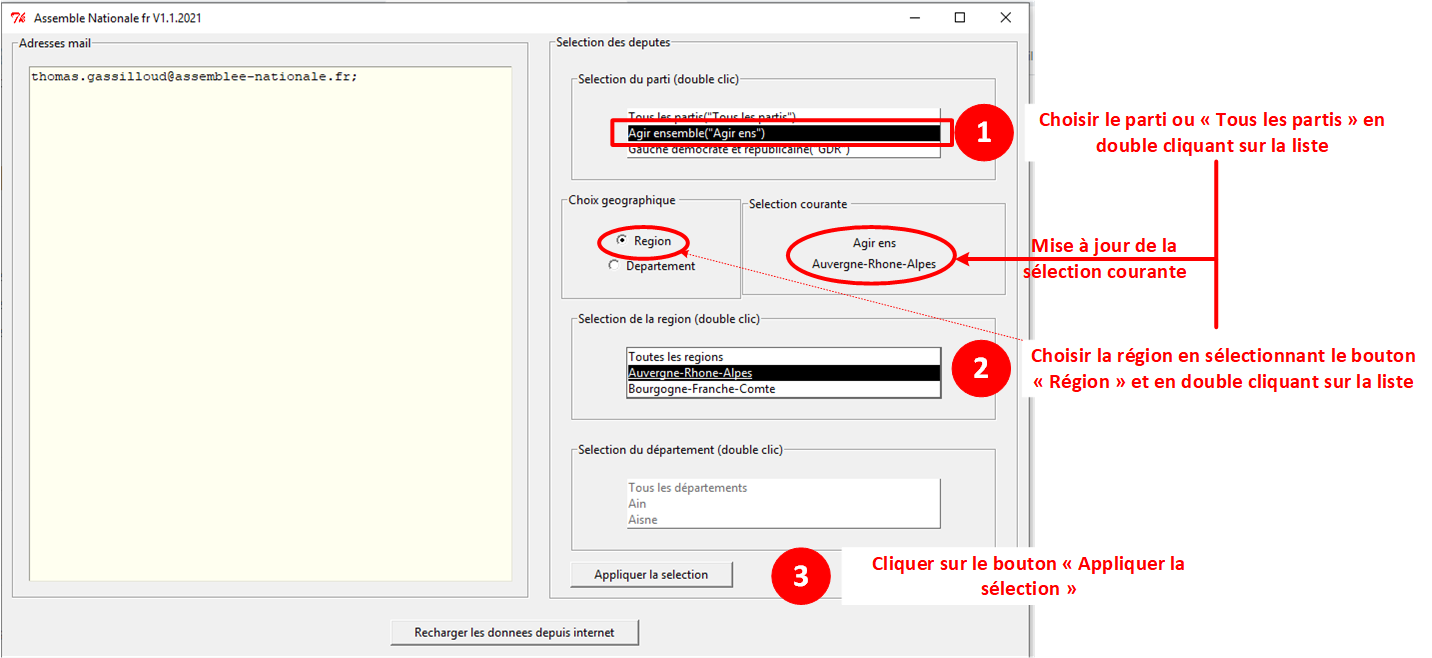 Assemble Nationale fr V1.1.2021
Adresses mail
thomas.gassilloud@assemblee-nationale.fr;
Selection des deputes
Selection du parti (double clic)
Tous les partis("Tous les partis")
Agir ensemble("Agir ens")
Gauche democrate et republicaine("GDR")
1
Choisir le parti ou « Tous les partis » en
double cliquant sur la liste
Choix geographique
Region
Departement
Selection courante
Agir ens
Auvergne-Rhone-Alpes
Mise à jour de la
sélection courante
Selection de la region (double clic)
Toutes les regions
Auvergne-Rhone-Alpes
Bourgogne-Franche-Comte
2
Choisir la région en sélectionnant le bouton
« Région » et en double cliquant sur la liste
Selection du département (double clic)
Tous les départements
Ain
Aisne
Appliquer la selection
3
Cliquer sur le bouton « Appliquer la
sélection »
Recharger les donnees depuis internet